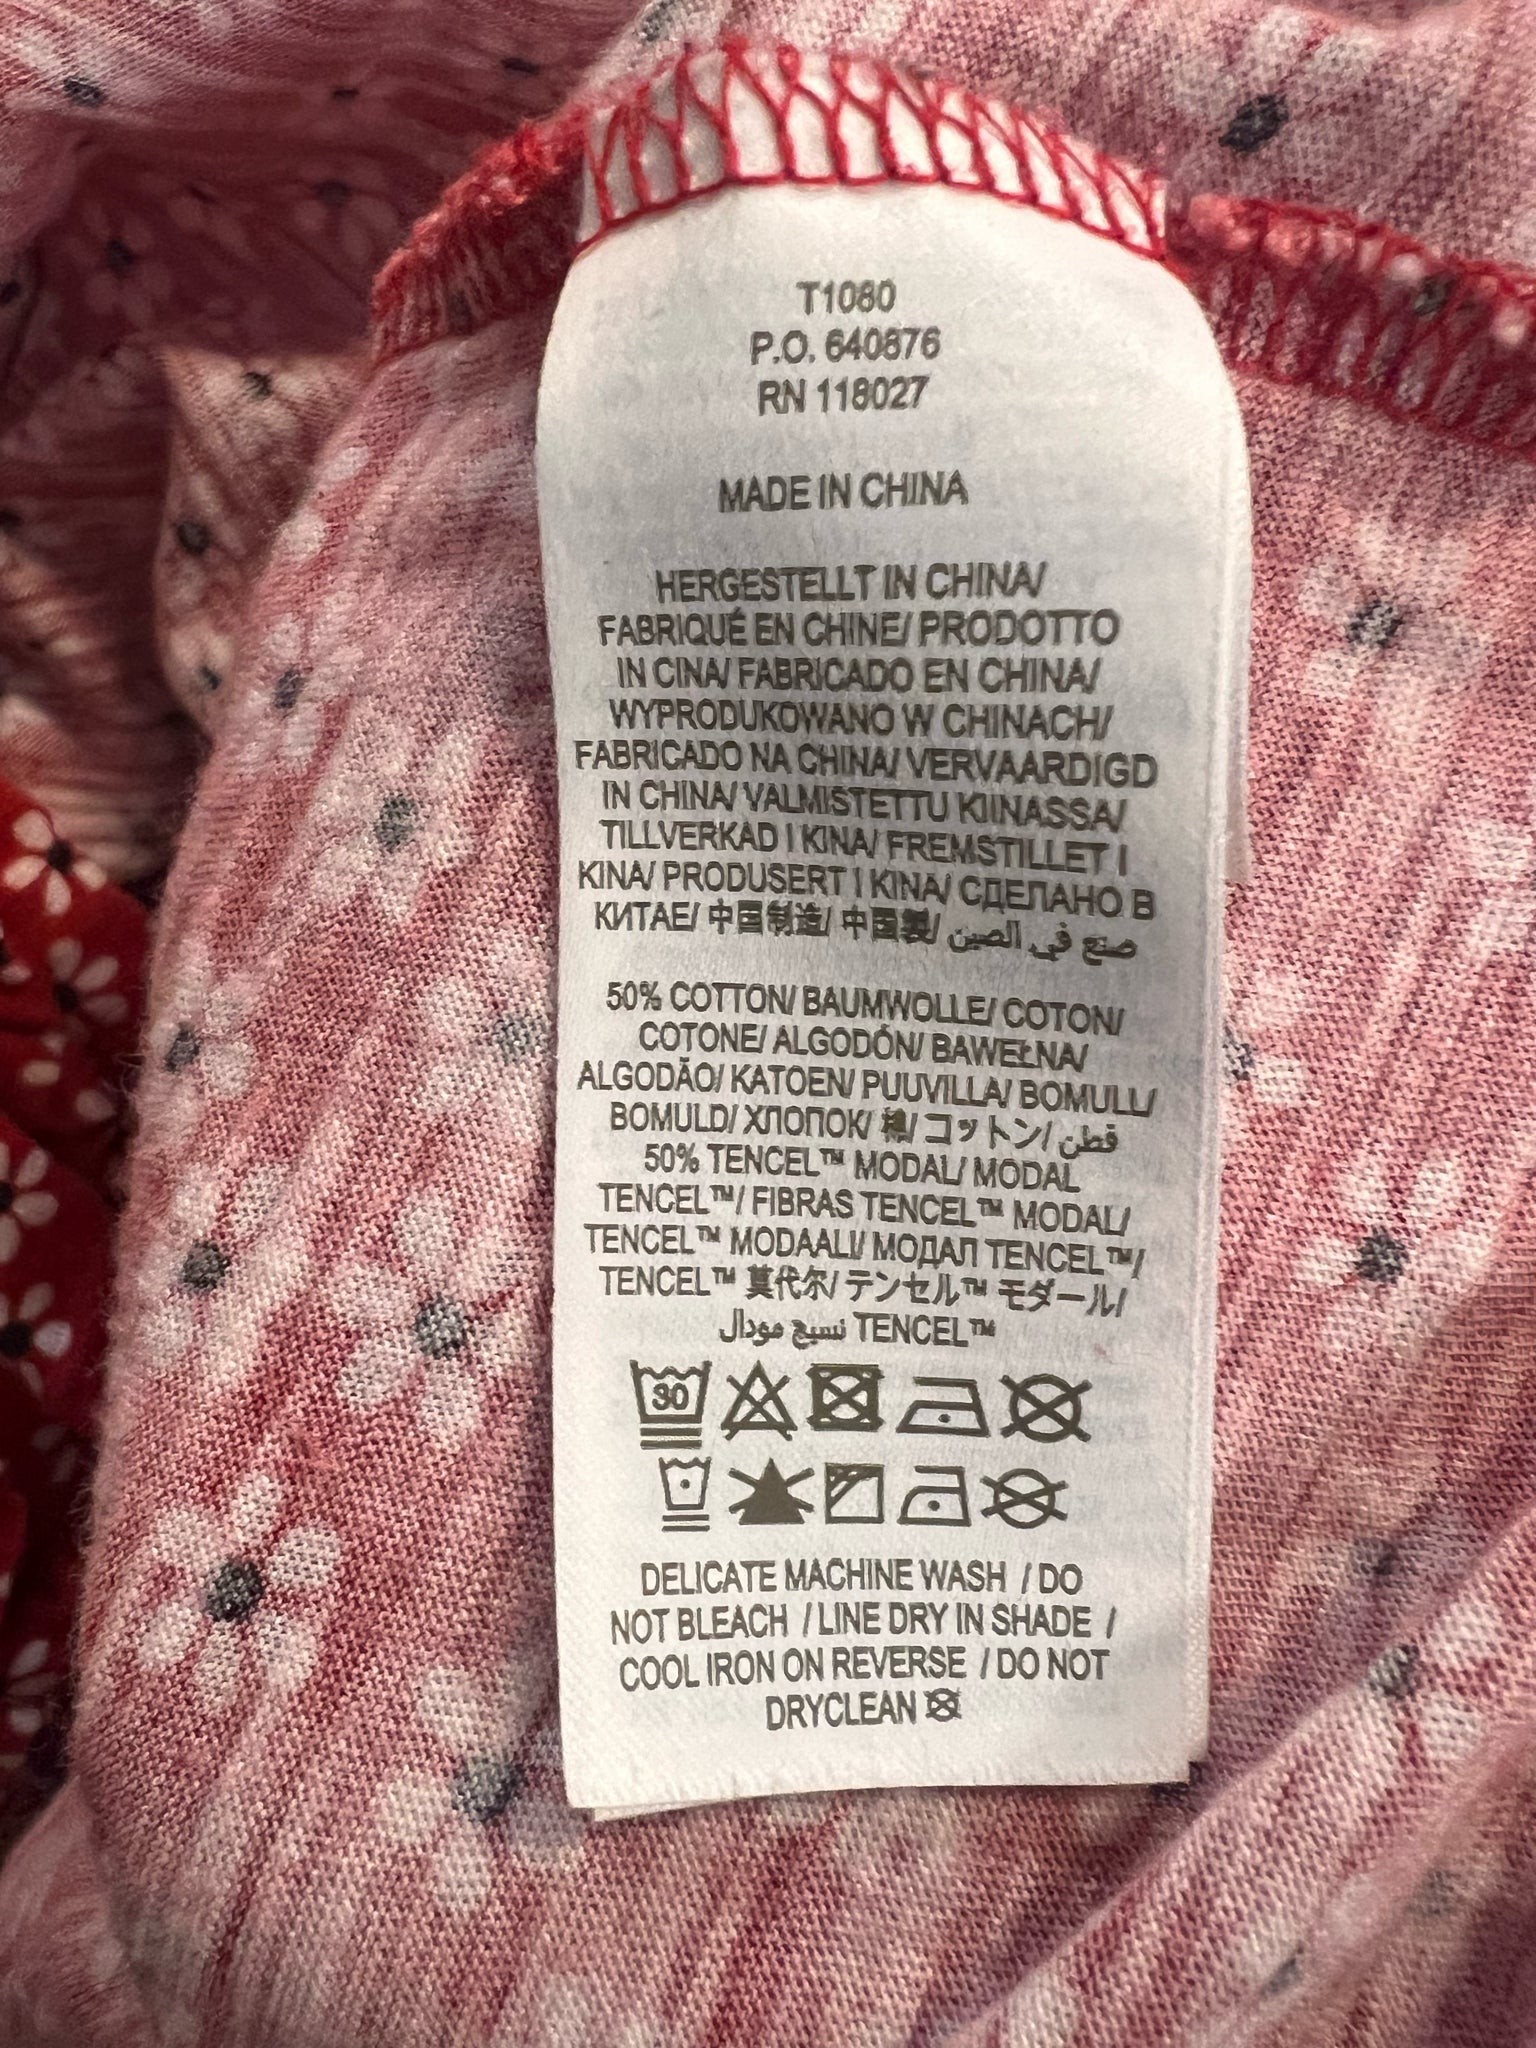 T1080
P.O. 640876
RN 118027
MADE IN CHINA
HERGESTELLT IN CHINA/
FABRIQUÉ EN CHINE/ PRODOTTO
IN CINA/ FABRICADO EN CHINA/
WYPRODUKOWANO W CHINACH/
FABRICADO NA CHINA/ VERVAARDIGD
IN CHINA/ VALMISTETTU KIINASSA/
TILLVERKAD I KINA/ FREMSTILLET I
KINA/ PRODUSERT I KINA/ СДЕЛАНО В
КИТАЕ/ 中国制造/ 中国製/ صنع في الصين
50% COTTON/ BAUMWOLLE/ COTON/
COTONE/ ALGODÓN/ BAWEŁNA/
ALGODÃO/ KATOEN/ PUUVILLA/ BOMULL/
BOMULD/ ХЛОПОК/ 棉/ コットン/ قطن
50% TENCEL™ MODAL/ MODAL
TENCEL™/ FIBRAS TENCEL™ MODAL/
TENCEL™ MODAALI/ МОДАЛ TENCEL™/
TENCEL™ 莫代尔/ テンセル™ モダール/
نسيج مودال TENCEL™
30
DELICATE MACHINE WASH / DO
NOT BLEACH / LINE DRY IN SHADE /
COOL IRON ON REVERSE / DO NOT
DRYCLEAN